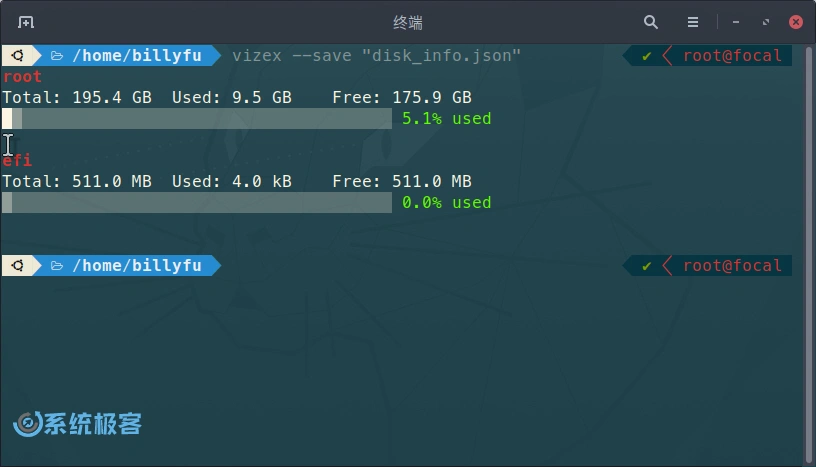 终端
/home/billyfu vizex --save "disk_info.json" ✔ root@focal
root
Total: 195.4 GB Used: 9.5 GB Free: 175.9 GB
5.1% used
efi
Total: 511.0 MB Used: 4.0 kB Free: 511.0 MB
0.0% used
/home/billyfu ✔ root@focal
系统极客